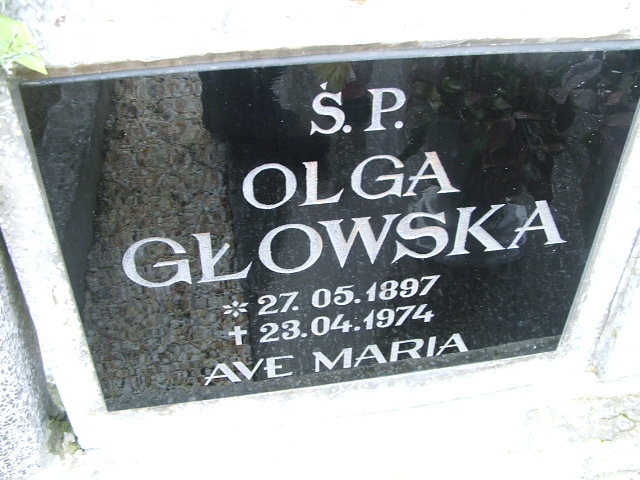 Ś.P.
OLGA
GŁOWSKA
* 27.05.1897
✝ 23.04.1974
AVE MARIA